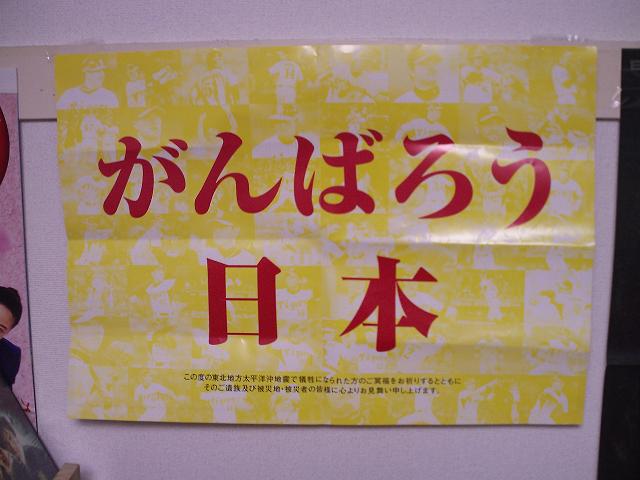 がんばろう
日本
この度の東北地方太平洋沖地震で犠牲になられた方のご冥福をお祈りするとともに
そのご遺族及び被災地・被災者の皆様に心よりお見舞い申し上げます。